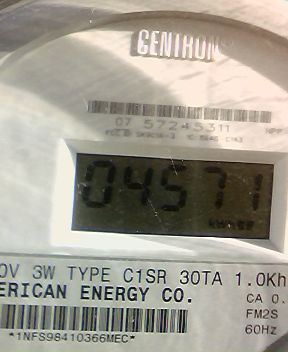 CENTRON®
07 57245311
04571
0V 3W TYPE C1SR 30TA 1.0Kh
ERICAN ENERGY CO.
CA 0.
FM2S
60Hz
*1NFS98410366MEC*